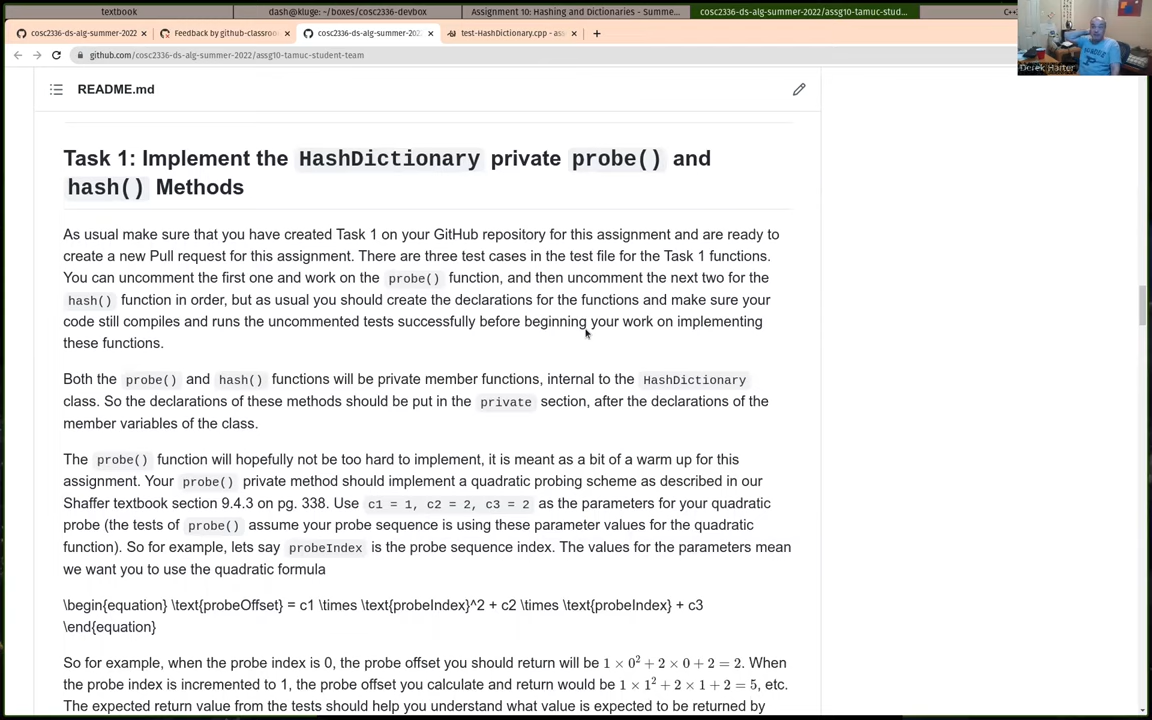 textbook
dash@kluge: ~/boxes/cosc2336-devbox
Assignment 10: Hashing and Dictionaries - Summe...
cosc2336-ds-alg-summer-2022/assg10-tamuc-stud...
C++
cosc2336-ds-alg-summer-2022
Feedback by github-classroo
cosc2336-ds-alg-summer-2022
test-HashDictionary.cpp - ass
github.com/cosc2336-ds-alg-summer-2022/assg10-tamuc-student-team
Derek Harter
README.md
Task 1: Implement the HashDictionary private probe() and
hash() Methods
As usual make sure that you have created Task 1 on your GitHub repository for this assignment and are ready to
create a new Pull request for this assignment. There are three test cases in the test file for the Task 1 functions.
You can uncomment the first one and work on the probe() function, and then uncomment the next two for the
hash() function in order, but as usual you should create the declarations for the functions and make sure your
code still compiles and runs the uncommented tests successfully before beginning your work on implementing
these functions.
Both the probe() and hash() functions will be private member functions, internal to the HashDictionary
class. So the declarations of these methods should be put in the private section, after the declarations of the
member variables of the class.
The probe() function will hopefully not be too hard to implement, it is meant as a bit of a warm up for this
assignment. Your probe() private method should implement a quadratic probing scheme as described in our
Shaffer textbook section 9.4.3 on pg. 338. Use c1 = 1, c2 = 2, c3 = 2 as the parameters for your quadratic
probe (the tests of probe() assume your probe sequence is using these parameter values for the quadratic
function). So for example, lets say probeIndex is the probe sequence index. The values for the parameters mean
we want you to use the quadratic formula
\begin{equation} \text{probeOffset} = c1 \times \text{probeIndex}^2 + c2 \times \text{probeIndex} + c3
\end{equation}
So for example, when the probe index is 0, the probe offset you should return will be 1 × 0² + 2 × 0 + 2 = 2. When
the probe index is incremented to 1, the probe offset you calculate and return would be 1 × 1² + 2 × 1 + 2 = 5, etc.
The expected return value from the tests should help you understand what value is expected to be returned by